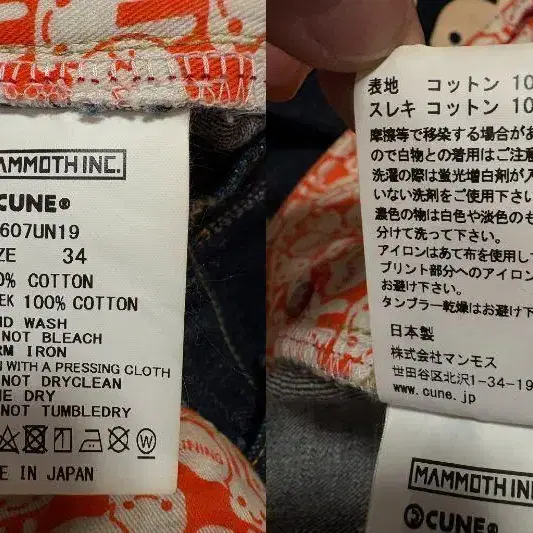 MAMMOTH INC.
CUNE®
607UN19
ZE 34
0% COTTON
EK 100% COTTON
ND WASH
NOT BLEACH
RM IRON
N WITH A PRESSING CLOTH
NOT DRYCLEAN
NE DRY
NOT TUMBLEDRY
E IN JAPAN
表地 コットン 10
スレキ コットン 10
摩擦等で移染する場合があ
ので白物との着用はご注意
洗濯の際は蛍光増白剤が入
いない洗剤をご使用下さい
濃色の物は白色や淡色のも
分けて洗って下さい。
アイロンはあて布を使用して
プリント部分へのアイロン
お避け下さい。
タンブラー乾燥はお避け下
日本製
株式会社マンモス
世田谷区北沢1-34-19
www.cune.jp
MAMMOTH IN
CUNE®